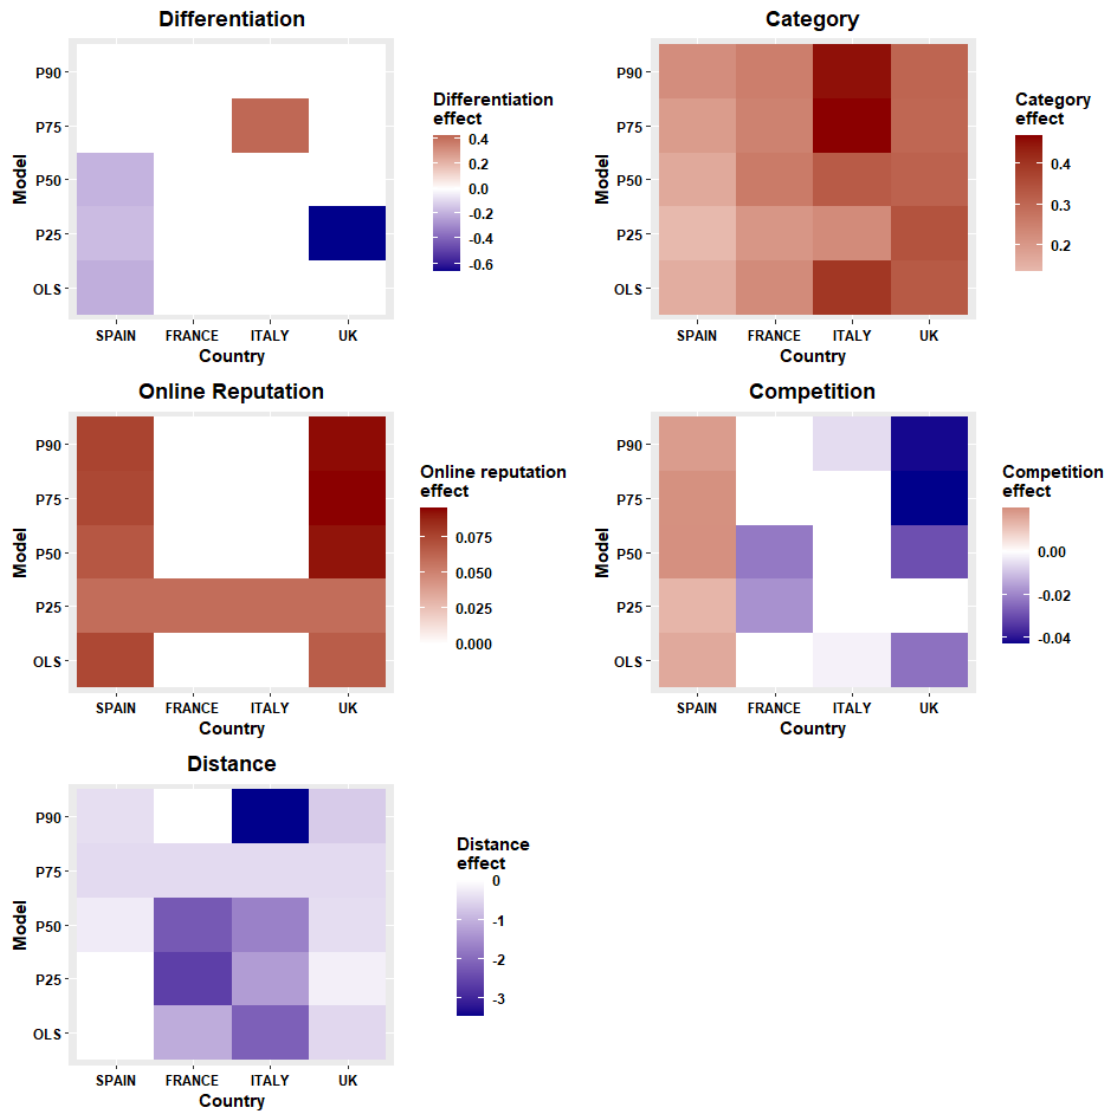 Differentiation
P90
P75
P50
P25
OLS
Model
SPAIN FRANCE ITALY UK
Country
Differentiation
effect
0.4
0.2
0.0
-0.2
-0.4
-0.6
Category
P90
P75
P50
P25
OLS
Model
SPAIN FRANCE ITALY UK
Country
Category
effect
0.4
0.3
0.2
Online Reputation
P90
P75
P50
P25
OLS
Model
SPAIN FRANCE ITALY UK
Country
Online reputation
effect
0.075
0.050
0.025
0.000
Competition
P90
P75
P50
P25
OLS
Model
SPAIN FRANCE ITALY UK
Country
Competition
effect
0.00
-0.02
-0.04
Distance
P90
P75
P50
P25
OLS
Model
SPAIN FRANCE ITALY UK
Country
Distance
effect
0
-1
-2
-3